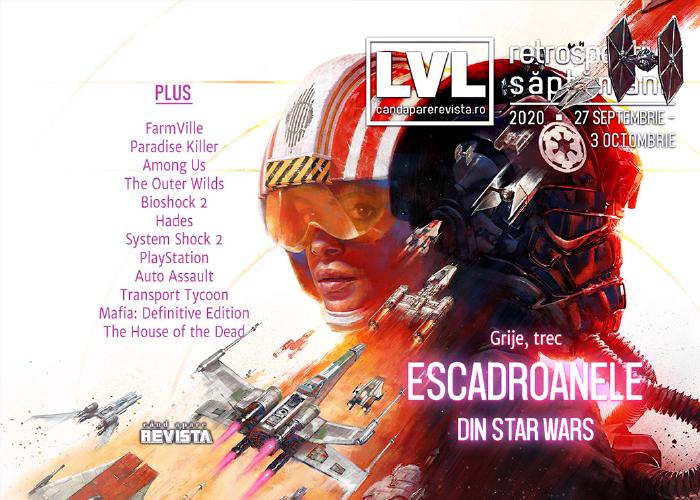 LVL
candaparerevista.ro
2020 27 SEPTEMBRIE -
3 OCTOMBRIE
PLUS
FarmVille
Paradise Killer
Among Us
The Outer Wilds
Bioshock 2
Hades
System Shock 2
PlayStation
Auto Assault
Transport Tycoon
Mafia: Definitive Edition
The House of the Dead
Grije, trec
ESCADROANELE
DIN STAR WARS
când apare
REVISTA